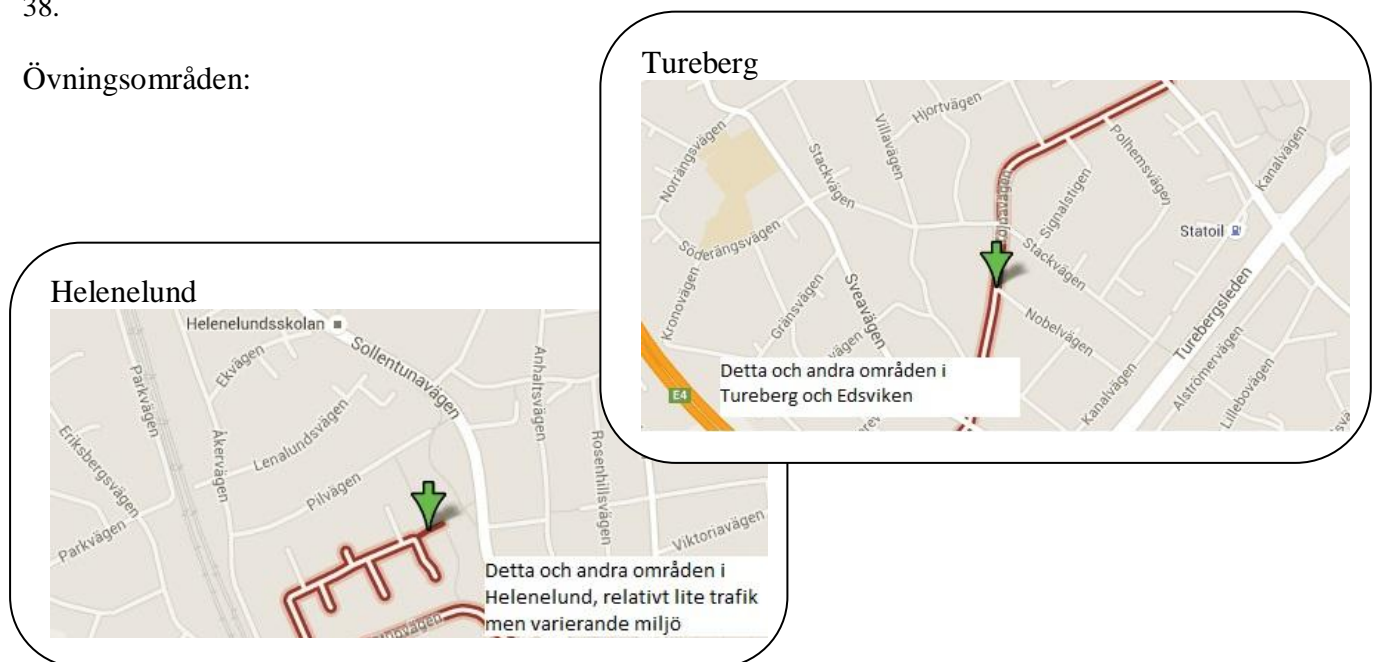 38.
Övningsområden:
Tureberg
Hjortvägen
Villavägen
Norrängsvägen
Stackvägen
Polhemsvägen
Kanalvägen
Signalstigen
Statoil
Söderängsvägen
Stackvägen
Kronovägen
Gränsvägen
Sveavägen
Nobelvägen
Turebergsleden
Kanalvägen
Alströmervägen
Lillebovägen
E4
Detta och andra områden i
Tureberg och Edsviken
Helenelund
Helenelundsskolan
Sollentunavägen
Ekvägen
Parkvägen
Anhaltsvägen
Eriksbergsvägen
Åkervägen
Lenalundsvägen
Rosenhillsvägen
Pilvägen
Parkvägen
Viktoriavägen
Detta och andra områden i
Helenelund, relativt lite trafik
men varierande miljö